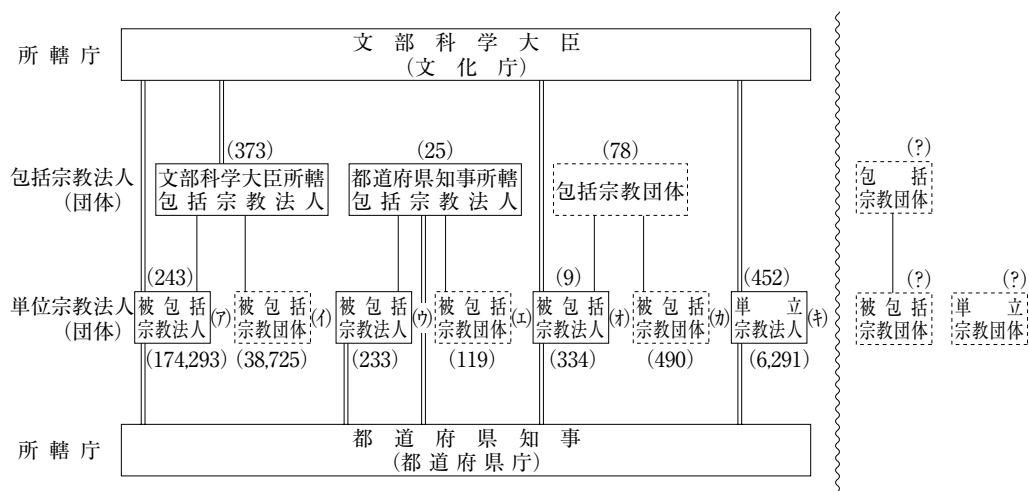 所轄庁
文部科学大臣
(文化庁)
包括宗教法人
(団体)
(373)
文部科学大臣所轄
包括宗教法人
(25)
都道府県知事所轄
包括宗教法人
(78)
包括宗教団体
(?)
包括
宗教団体
単位宗教法人
(団体)
(243)
被包括
宗教法人
(ア)
(174,293)
被包括
宗教団体
(イ)
(38,725)
被包括
宗教法人
(ウ)
(233)
被包括
宗教団体
(エ)
(119)
(9)
被包括
宗教法人
(オ)
(334)
被包括
宗教団体
(カ)
(490)
(452)
単立
宗教法人
(キ)
(6,291)
(?)
被包括
宗教団体
(?)
単立
宗教団体
所轄庁
都道府県知事
(都道府県庁)